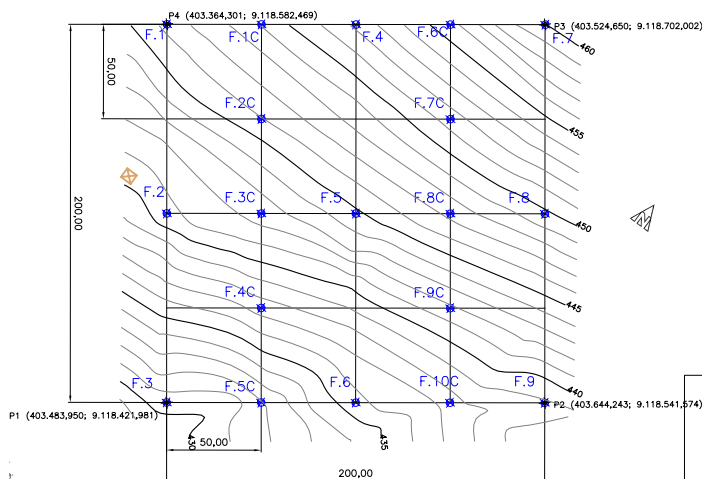 P4 (403.364,301; 9.118.582,469)
P3 (403.524,650; 9.118.702,002)
F.1
F.1C
F.4
F.6C
F.7
460
50,00
F.2C
F.7C
455
F.2
F.3C
F.5
F.8C
F.8
200,00
450
N
F.4C
F.9C
445
F.3
F.5C
F.6
F.10C
F.9
440
P1 (403.483,950; 9.118.421,981)
P2 (403.644,243; 9.118.541,574)
430
50,00
435
200,00